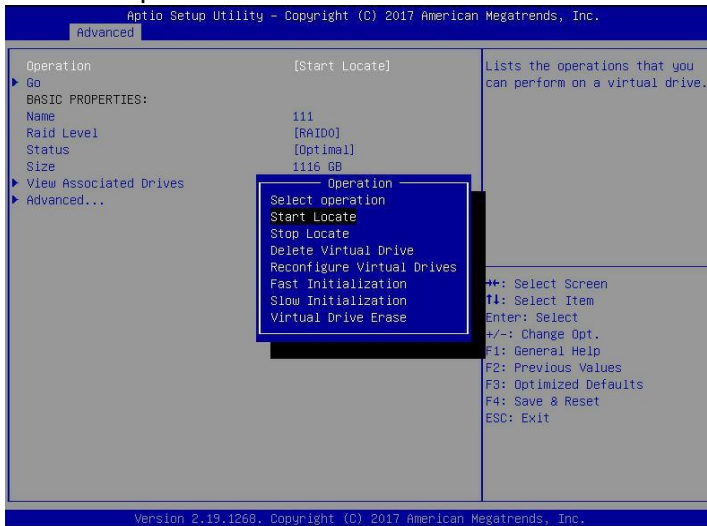 Aptio Setup Utility – Copyright (C) 2017 American Megatrends, Inc.
Advanced
Operation [Start Locate]
Go
BASIC PROPERTIES:
Name 111
Raid Level [RAID0]
Status [Optimal]
Size 1116 GB
View Associated Drives
Advanced...
Operation
Select operation
Start Locate
Stop Locate
Delete Virtual Drive
Reconfigure Virtual Drives
Fast Initialization
Slow Initialization
Virtual Drive Erase
Lists the operations that you
can perform on a virtual drive.
→←: Select Screen
↑↓: Select Item
Enter: Select
+/-: Change Opt.
F1: General Help
F2: Previous Values
F3: Optimized Defaults
F4: Save & Reset
ESC: Exit
Version 2.19.1268. Copyright (C) 2017 American Megatrends, Inc.